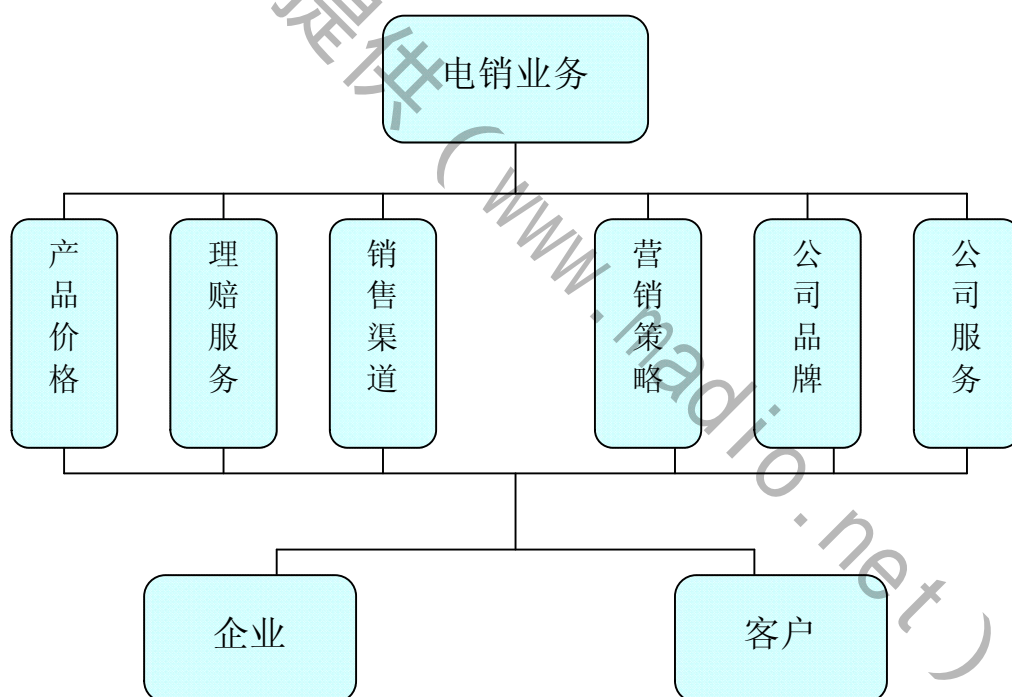 电销业务
产品价格
理赔服务
销售渠道
营销策略
公司品牌
公司服务
企业
客户
提供（www.madio.net）